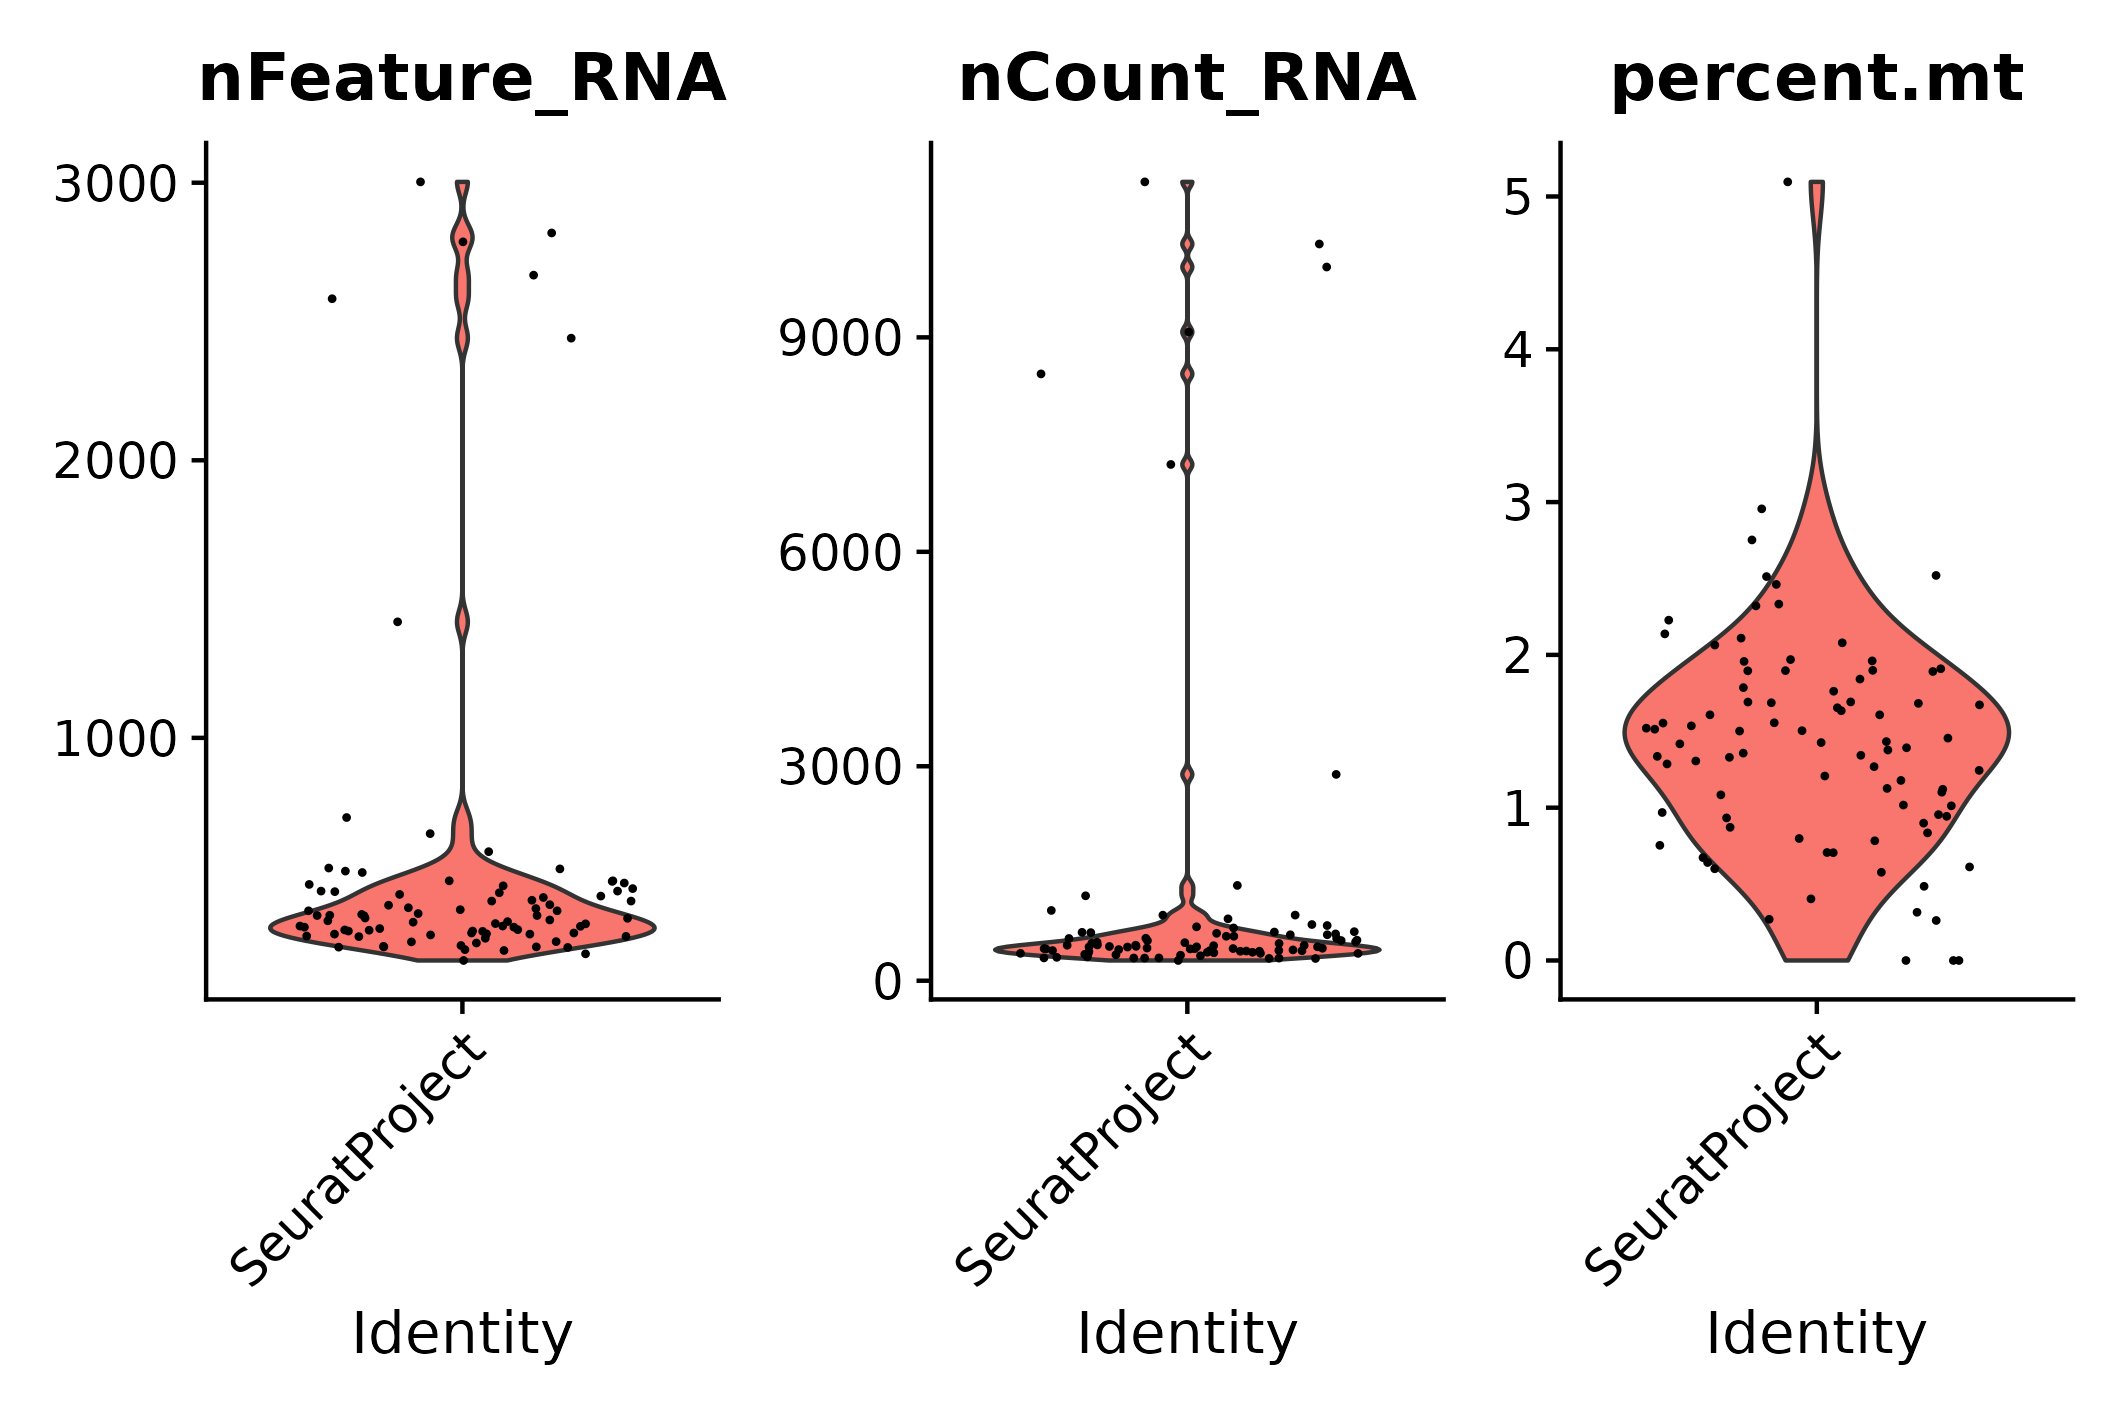 nFeature_RNA
3000
2000
1000
SeuratProject
Identity
nCount_RNA
9000
6000
3000
0
SeuratProject
Identity
percent.mt
5
4
3
2
1
0
SeuratProject
Identity